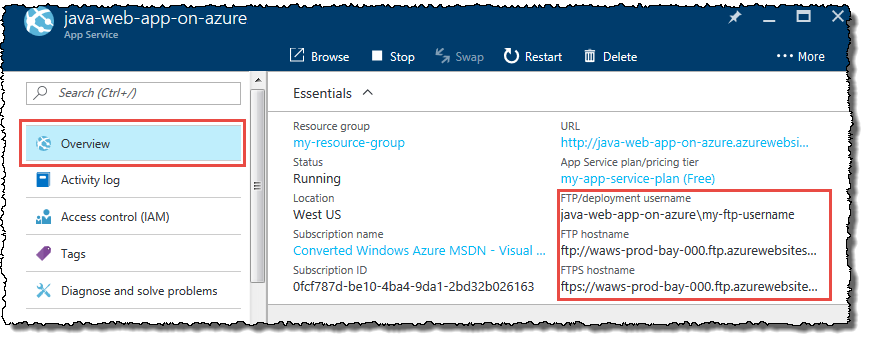 java-web-app-on-azure
App Service
Browse
Stop
Swap
Restart
Delete
··· More
Search (Ctrl+/)
Overview
Activity log
Access control (IAM)
Tags
Diagnose and solve problems
Essentials
Resource group
my-resource-group
Status
Running
Location
West US
Subscription name
Converted Windows Azure MSDN - Visual ...
Subscription ID
0fcf787d-be10-4ba4-9da1-2bd32b026163
URL
http://java-web-app-on-azure.azurewebsi...
App Service plan/pricing tier
my-app-service-plan (Free)
FTP/deployment username
java-web-app-on-azure\my-ftp-username
FTP hostname
ftp://waws-prod-bay-000.ftp.azurewebsites...
FTPS hostname
ftps://waws-prod-bay-000.ftp.azurewebsite...